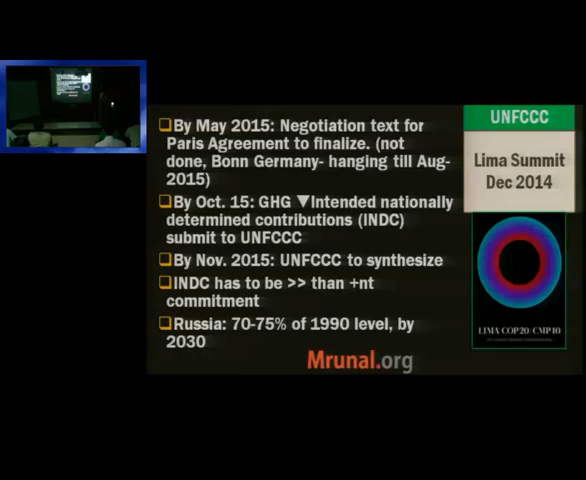 ❑By May 2015: Negotiation text for
Paris Agreement to finalize. (not
done, Bonn Germany- hanging till Aug-
2015)
❑By Oct. 15: GHG ▼Intended nationally
determined contributions (INDC)
submit to UNFCCC
❑By Nov. 2015: UNFCCC to synthesize
❑INDC has to be >> than +nt
commitment
❑Russia: 70-75% of 1990 level, by
2030
Mrunal.org
UNFCCC
Lima Summit
Dec 2014
LIMA COP20/CMP10